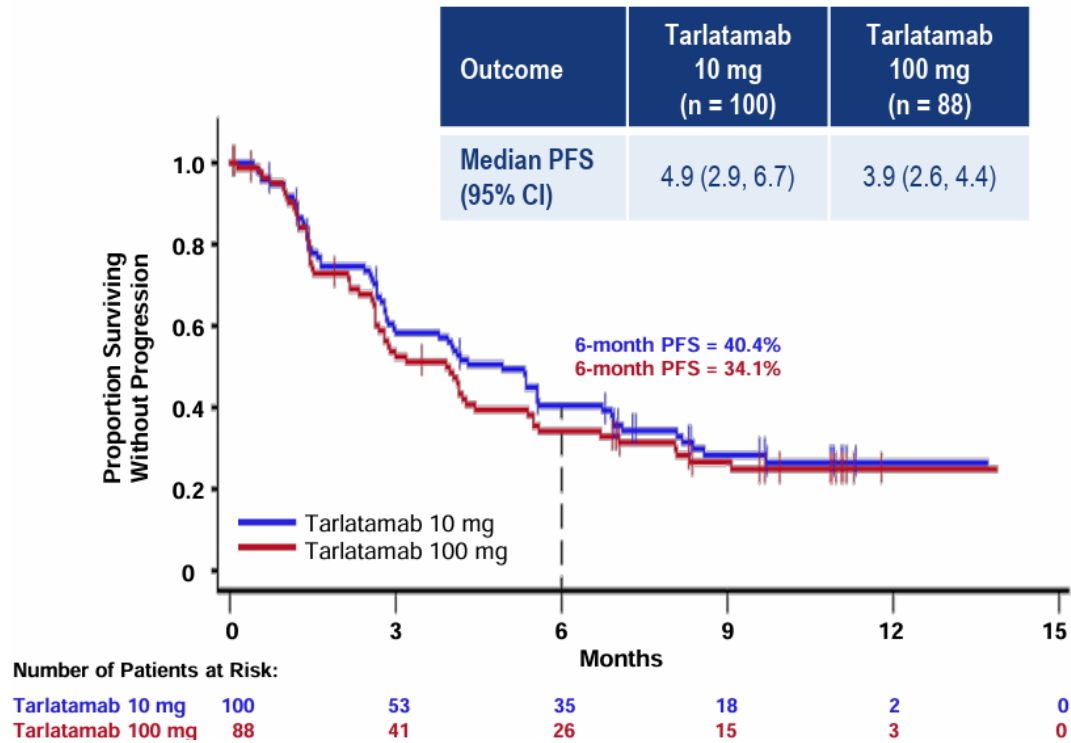 Outcome
Tarlatamab
10 mg
(n = 100)
Tarlatamab
100 mg
(n = 88)
Median PFS
(95% CI)
4.9 (2.9, 6.7)
3.9 (2.6, 4.4)
Proportion Surviving
Without Progression
1.0
0.8
0.6
0.4
0.2
0
6-month PFS = 40.4%
6-month PFS = 34.1%
Tarlatamab 10 mg
Tarlatamab 100 mg
0 3 6 9 12 15
Months
Number of Patients at Risk:
Tarlatamab 10 mg 100 53 35 18 2 0
Tarlatamab 100 mg 88 41 26 15 3 0